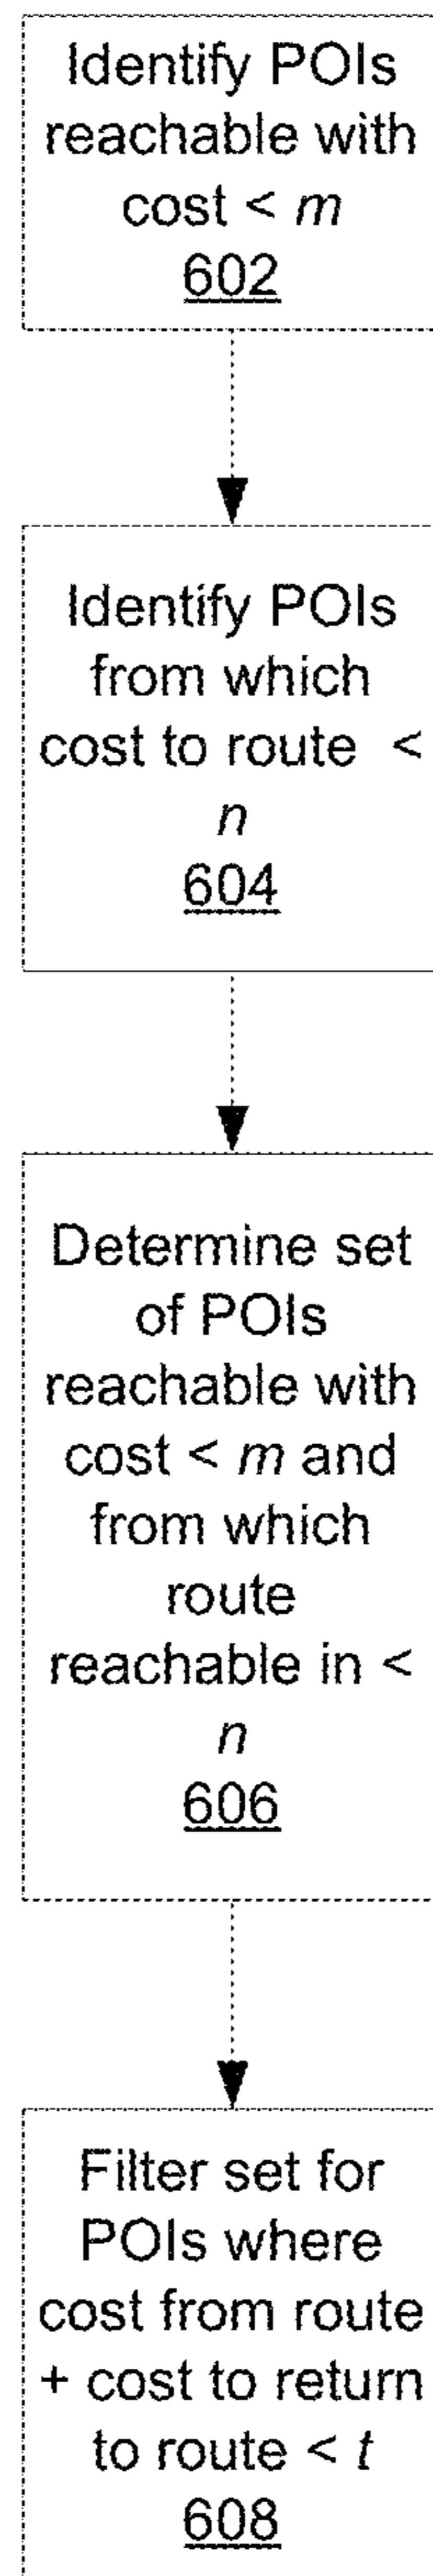 Identify POIs
reachable with
cost < m
602
Identify POIs
from which
cost to route <
n
604
Determine set
of POIs
reachable with
cost < m and
from which
route
reachable in <
n
606
Filter set for
POIs where
cost from route
+ cost to return
to route < t
608